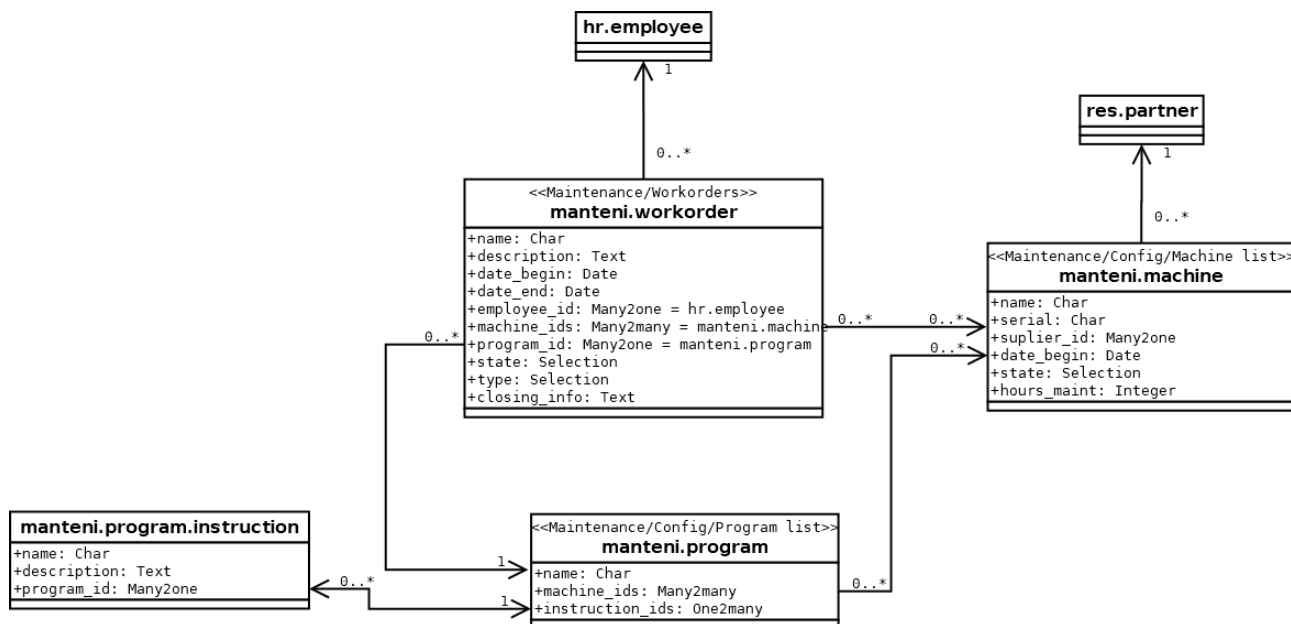 hr.employee
1
0..*
res.partner
1
0..*
<<Maintenance/Workorders>>
manteni.workorder
+name: Char
+description: Text
+date_begin: Date
+date_end: Date
+employee_id: Many2one = hr.employee
+machine_ids: Many2many = manteni.machine
+program_id: Many2one = manteni.program
+state: Selection
+type: Selection
+closing_info: Text
0..*
0..*
0..*
0..*
<<Maintenance/Config/Machine list>>
manteni.machine
+name: Char
+serial: Char
+suplier_id: Many2one
+date_begin: Date
+state: Selection
+hours_maint: Integer
manteni.program.instruction
+name: Char
+description: Text
+program_id: Many2one
0..*
1
1
<<Maintenance/Config/Program list>>
manteni.program
+name: Char
+machine_ids: Many2many
+instruction_ids: One2many
0..*